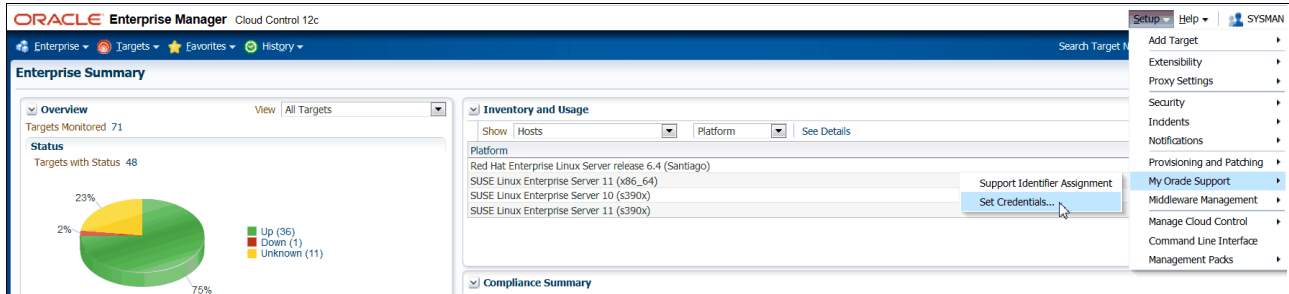 ORACLE Enterprise Manager Cloud Control 12c
Setup Help SYSMAN
Enterprise Targets Favorites History Search Target N
Enterprise Summary
Overview View All Targets
Targets Monitored 71
Status
Targets with Status 48
23%
2%
75%
Up (36)
Down (1)
Unknown (11)
Inventory and Usage
Show Hosts Platform See Details
Platform
Red Hat Enterprise Linux Server release 6.4 (Santiago)
SUSE Linux Enterprise Server 11 (x86_64)
SUSE Linux Enterprise Server 10 (s390x)
SUSE Linux Enterprise Server 11 (s390x)
Compliance Summary
Support Identifier Assignment
Set Credentials...
Add Target
Extensibility
Proxy Settings
Security
Incidents
Notifications
Provisioning and Patching
My Oracle Support
Middleware Management
Manage Cloud Control
Command Line Interface
Management Packs